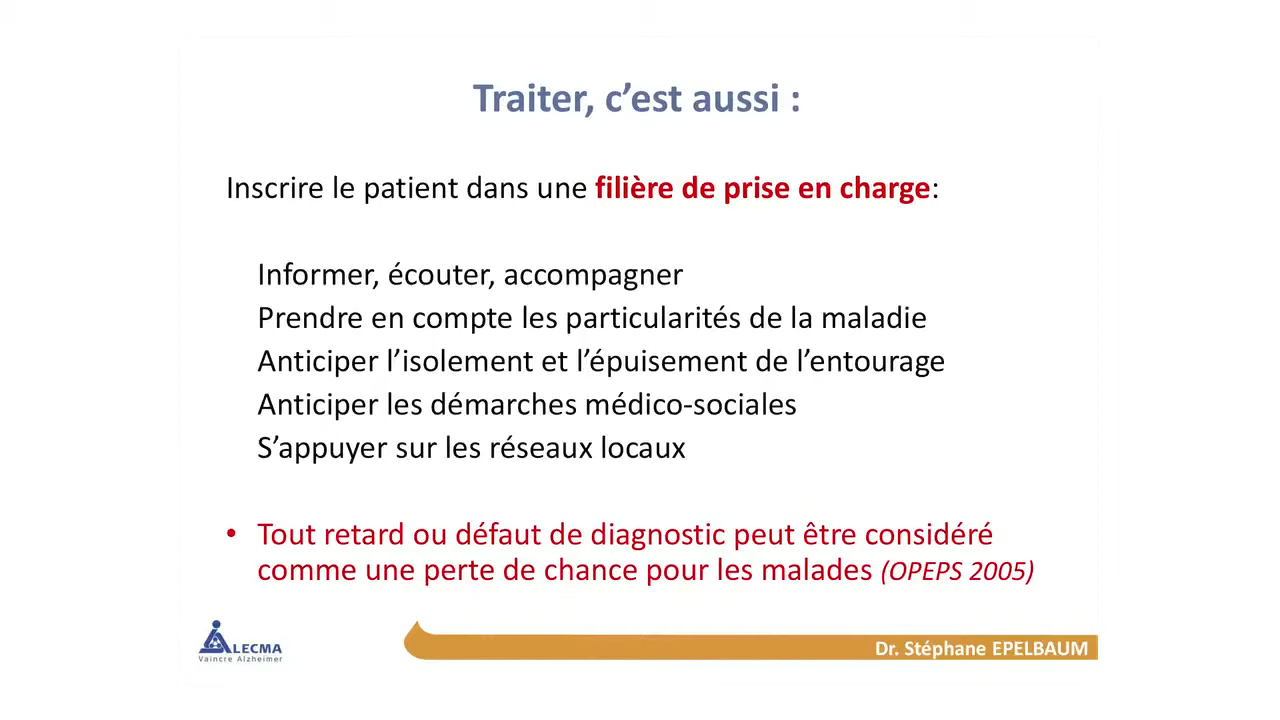 Traiter, c’est aussi :
Inscrire le patient dans une filière de prise en charge:
Informer, écouter, accompagner
Prendre en compte les particularités de la maladie
Anticiper l’isolement et l’épuisement de l’entourage
Anticiper les démarches médico-sociales
S’appuyer sur les réseaux locaux
• Tout retard ou défaut de diagnostic peut être considéré
comme une perte de chance pour les malades (OPEPS 2005)
LECMA
Vaincre Alzheimer
Dr. Stéphane EPELBAUM